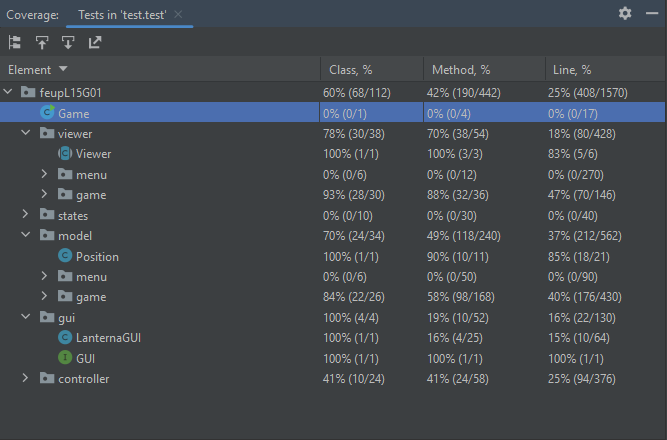 Coverage: Tests in 'test.test'
Element Class, % Method, % Line, %
feupL15G01 60% (68/112) 42% (190/442) 25% (408/1570)
Game 0% (0/1) 0% (0/4) 0% (0/17)
viewer 78% (30/38) 70% (38/54) 18% (80/428)
Viewer 100% (1/1) 100% (3/3) 83% (5/6)
menu 0% (0/6) 0% (0/12) 0% (0/270)
game 93% (28/30) 88% (32/36) 47% (70/146)
states 0% (0/10) 0% (0/30) 0% (0/40)
model 70% (24/34) 49% (118/240) 37% (212/562)
Position 100% (1/1) 90% (10/11) 85% (18/21)
menu 0% (0/6) 0% (0/50) 0% (0/90)
game 84% (22/26) 58% (98/168) 40% (176/430)
gui 100% (4/4) 19% (10/52) 16% (22/130)
LanternaGUI 100% (1/1) 16% (4/25) 15% (10/64)
GUI 100% (1/1) 100% (1/1) 100% (1/1)
controller 41% (10/24) 41% (24/58) 25% (94/376)